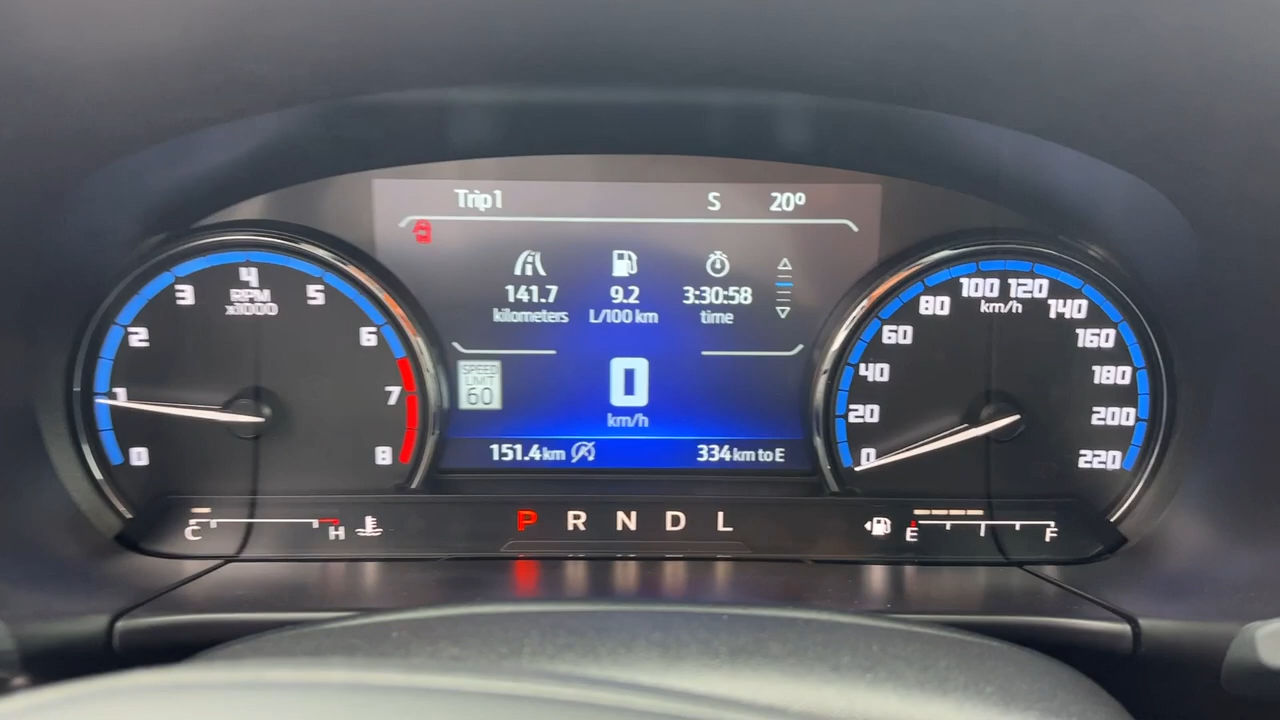 Trip 1 S 20º
141.7 9.2 3:30:58
kilometers L/100 km time
SPEED
LIMIT
60
0
km/h
151.4 km 334 km to E
0 1 2 3 4 5 6 7 8
RPM
x1000
0 20 40 60 80 100 120 140 160 180 200 220
km/h
C H
P R N D L
E F